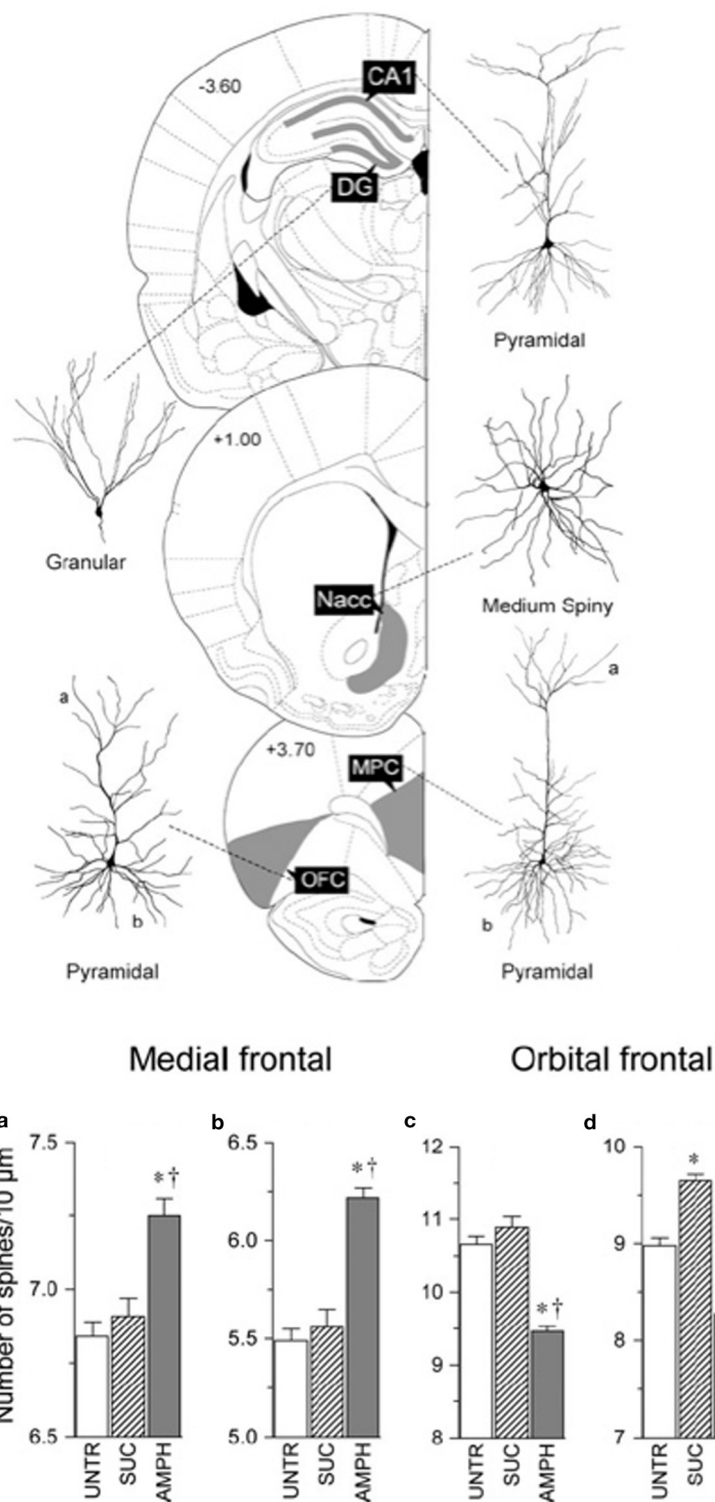 CA1
-3.60
DG
Pyramidal
+1.00
Granular
Nacc
Medium Spiny
a
a
+3.70
MPC
OFC
b
b
Pyramidal
Pyramidal
Medial frontal
Orbital frontal
a
b
c
d
Number of spines/10 µm
7.5
7.0
6.5
*†
UNTR
SUC
AMPH
6.5
6.0
5.5
5.0
*†
UNTR
SUC
AMPH
12
11
10
9
8
*†
UNTR
SUC
AMPH
10
9
8
7
*
UNTR
SUC